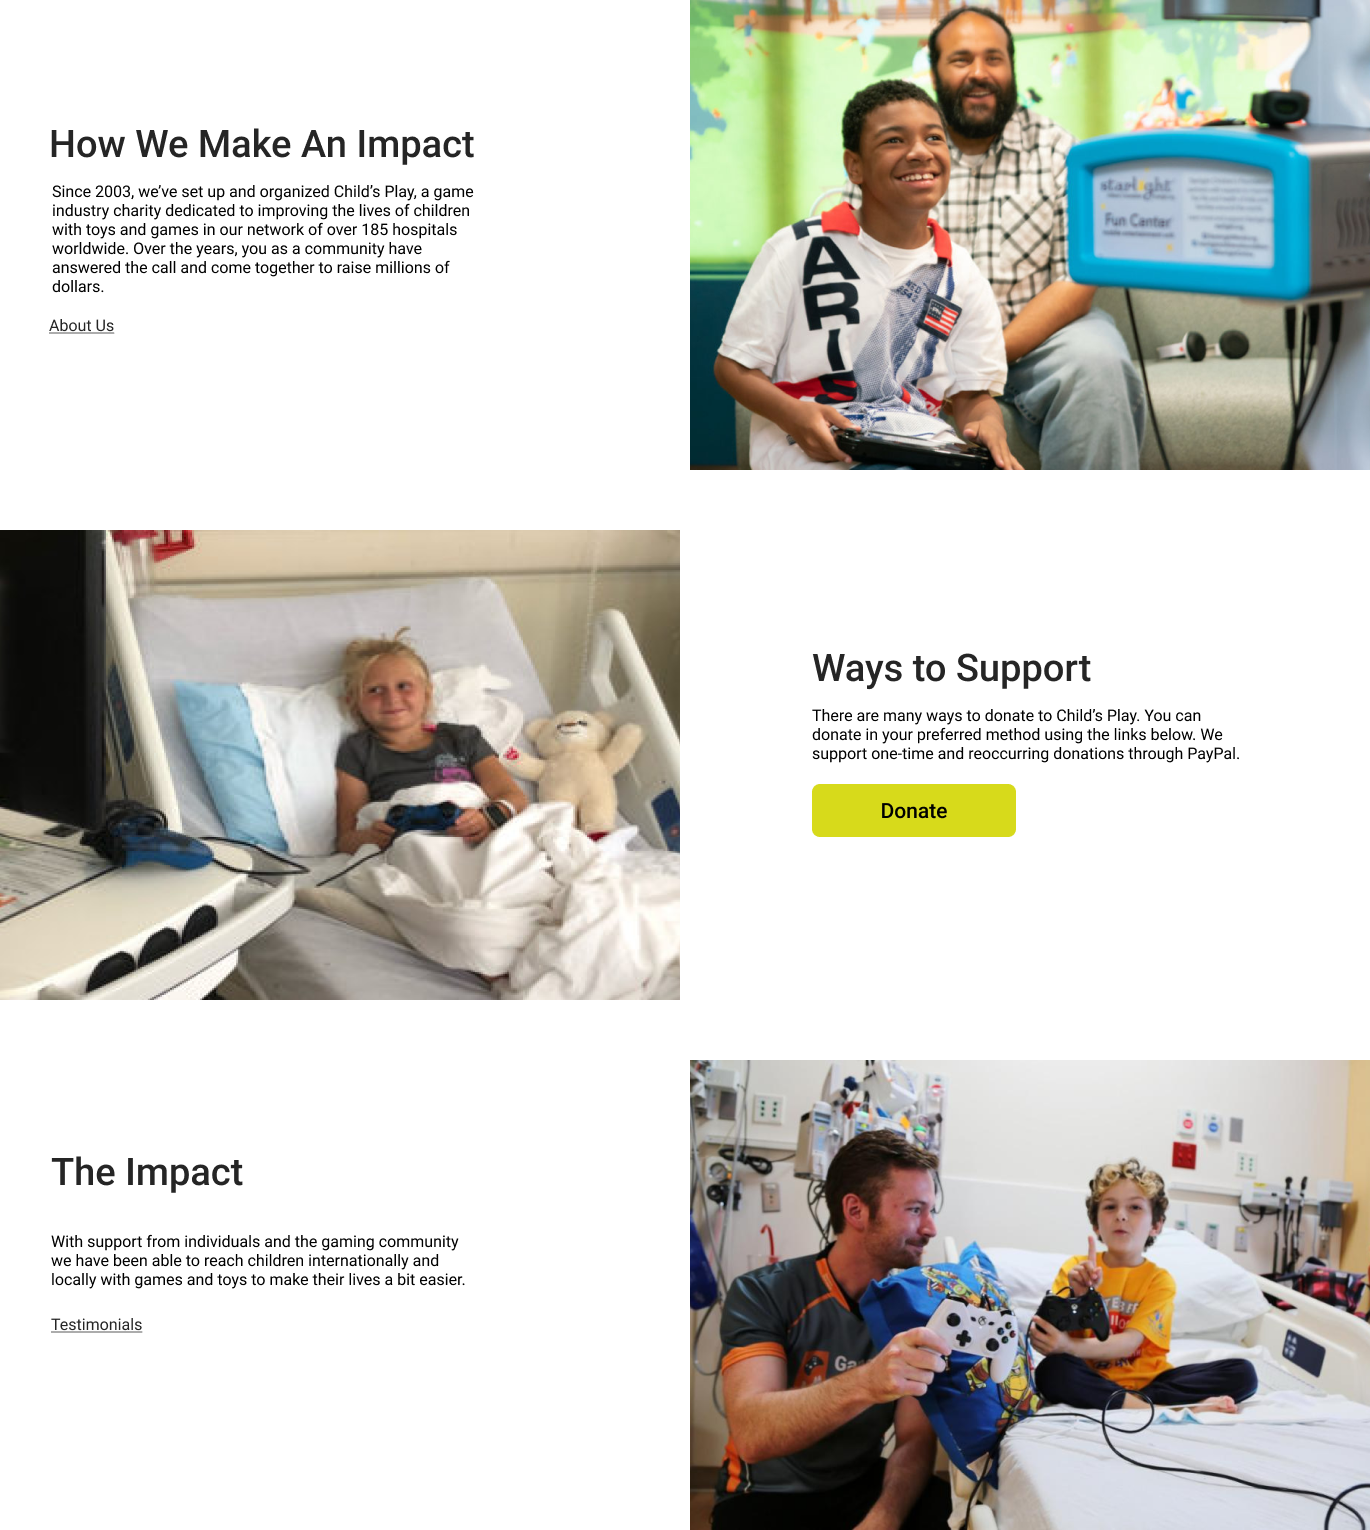 How We Make An Impact
Since 2003, we’ve set up and organized Child’s Play, a game
industry charity dedicated to improving the lives of children
with toys and games in our network of over 185 hospitals
worldwide. Over the years, you as a community have
answered the call and come together to raise millions of
dollars.
About Us
starlight
Fun Center
ARIS
Ways to Support
There are many ways to donate to Child’s Play. You can
donate in your preferred method using the links below. We
support one-time and reoccurring donations through PayPal.
Donate
The Impact
With support from individuals and the gaming community
we have been able to reach children internationally and
locally with games and toys to make their lives a bit easier.
Testimonials
Ga